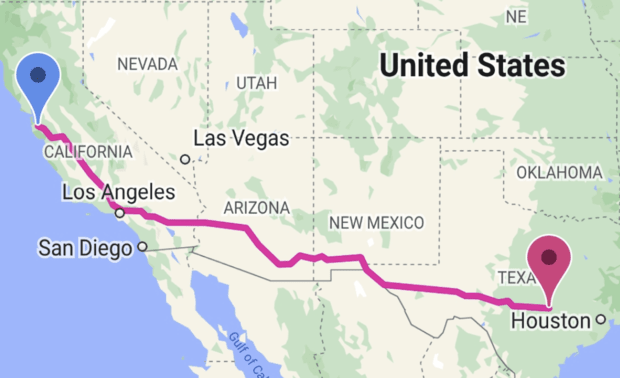 NE
NEVADA
United States
UTAH
Las Vegas
CALIFORNIA
OKLAHOMA
Los Angeles
ARIZONA
NEW MEXICO
San Diego
TEXA
Houston
Gulf of Cal